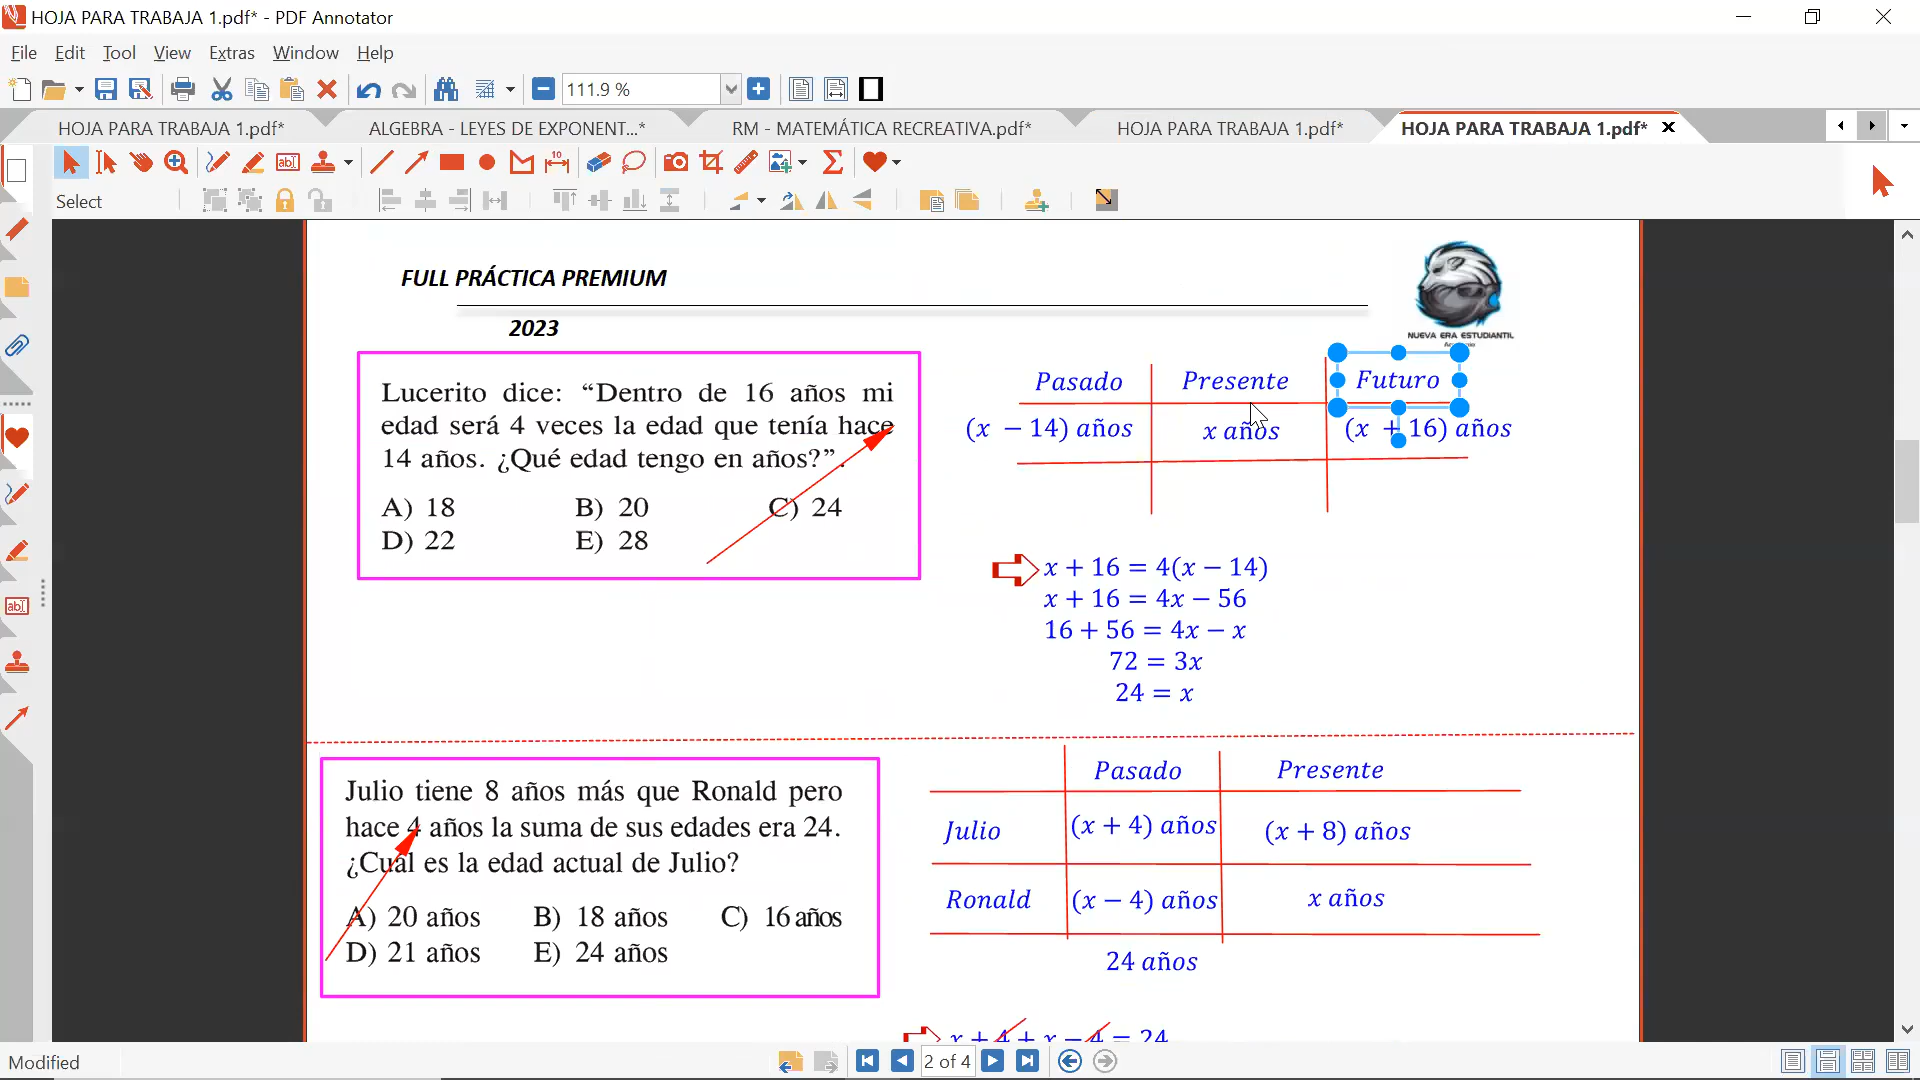 HOJA PARA TRABAJA 1.pdf* - PDF Annotator
File Edit Tool View Extras Window Help
111.9 %
HOJA PARA TRABAJA 1.pdf* ALGEBRA - LEYES DE EXPONENT...* RM - MATEMÁTICA RECREATIVA.pdf* HOJA PARA TRABAJA 1.pdf* HOJA PARA TRABAJA 1.pdf*
Select
FULL PRÁCTICA PREMIUM
2023
NUEVA ERA ESTUDIANTIL
Lucerito dice: “Dentro de 16 años mi
edad será 4 veces la edad que tenía hace
14 años. ¿Qué edad tengo en años?”.
A) 18 B) 20 C) 24
D) 22 E) 28
Pasado Presente Futuro
(x − 14) años x años (x + 16) años
x + 16 = 4(x − 14)
x + 16 = 4x − 56
16 + 56 = 4x − x
72 = 3x
24 = x
Julio tiene 8 años más que Ronald pero
hace 4 años la suma de sus edades era 24.
¿Cuál es la edad actual de Julio?
A) 20 años B) 18 años C) 16 años
D) 21 años E) 24 años
Pasado Presente
Julio (x + 4) años (x + 8) años
Ronald (x − 4) años x años
24 años
x + 4 + x − 4 = 24
Modified
2 of 4